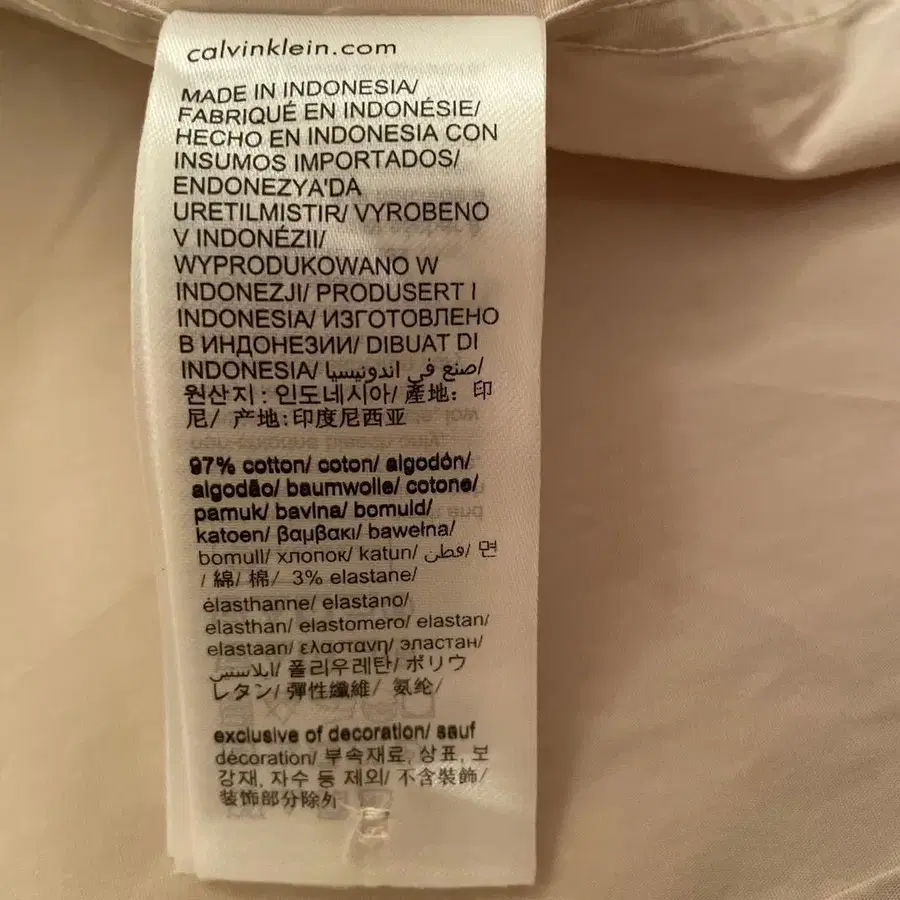 calvinklein.com
MADE IN INDONESIA/
FABRIQUÉ EN INDONÉSIE/
HECHO EN INDONESIA CON
INSUMOS IMPORTADOS/
ENDONEZYA'DA
URETILMISTIR/ VYROBENO
V INDONÉZII/
WYPRODUKOWANO W
INDONEZJI/ PRODUSERT I
INDONESIA/ ИЗГОТОВЛЕНО
В ИНДОНЕЗИИ/ DIBUAT DI
INDONESIA/ صنع في اندونيسيا/
원산지 : 인도네시아/ 產地: 印
尼/ 产地:印度尼西亚
97% cotton/ coton/ algodón/
algodão/ baumwolle/ cotone/
pamuk/ bavlna/ bomuld/
katoen/ βαμβακι/ bawełna/
bomull/ хлопок/ katun/ قطن/ 면
/ 綿/ 棉/ 3% elastane/
élasthanne/ elastano/
elasthan/ elastomero/ elastan/
elastaan/ ελαστανη/ эластан/
ايلاستين/ 폴리우레탄/ ポリウ
レタン/ 彈性纖維/ 氨纶/
exclusive of decoration/ sauf
décoration/ 부속재료, 상표, 보
강재, 자수 등 제외/ 不含裝飾/
装饰部分除外